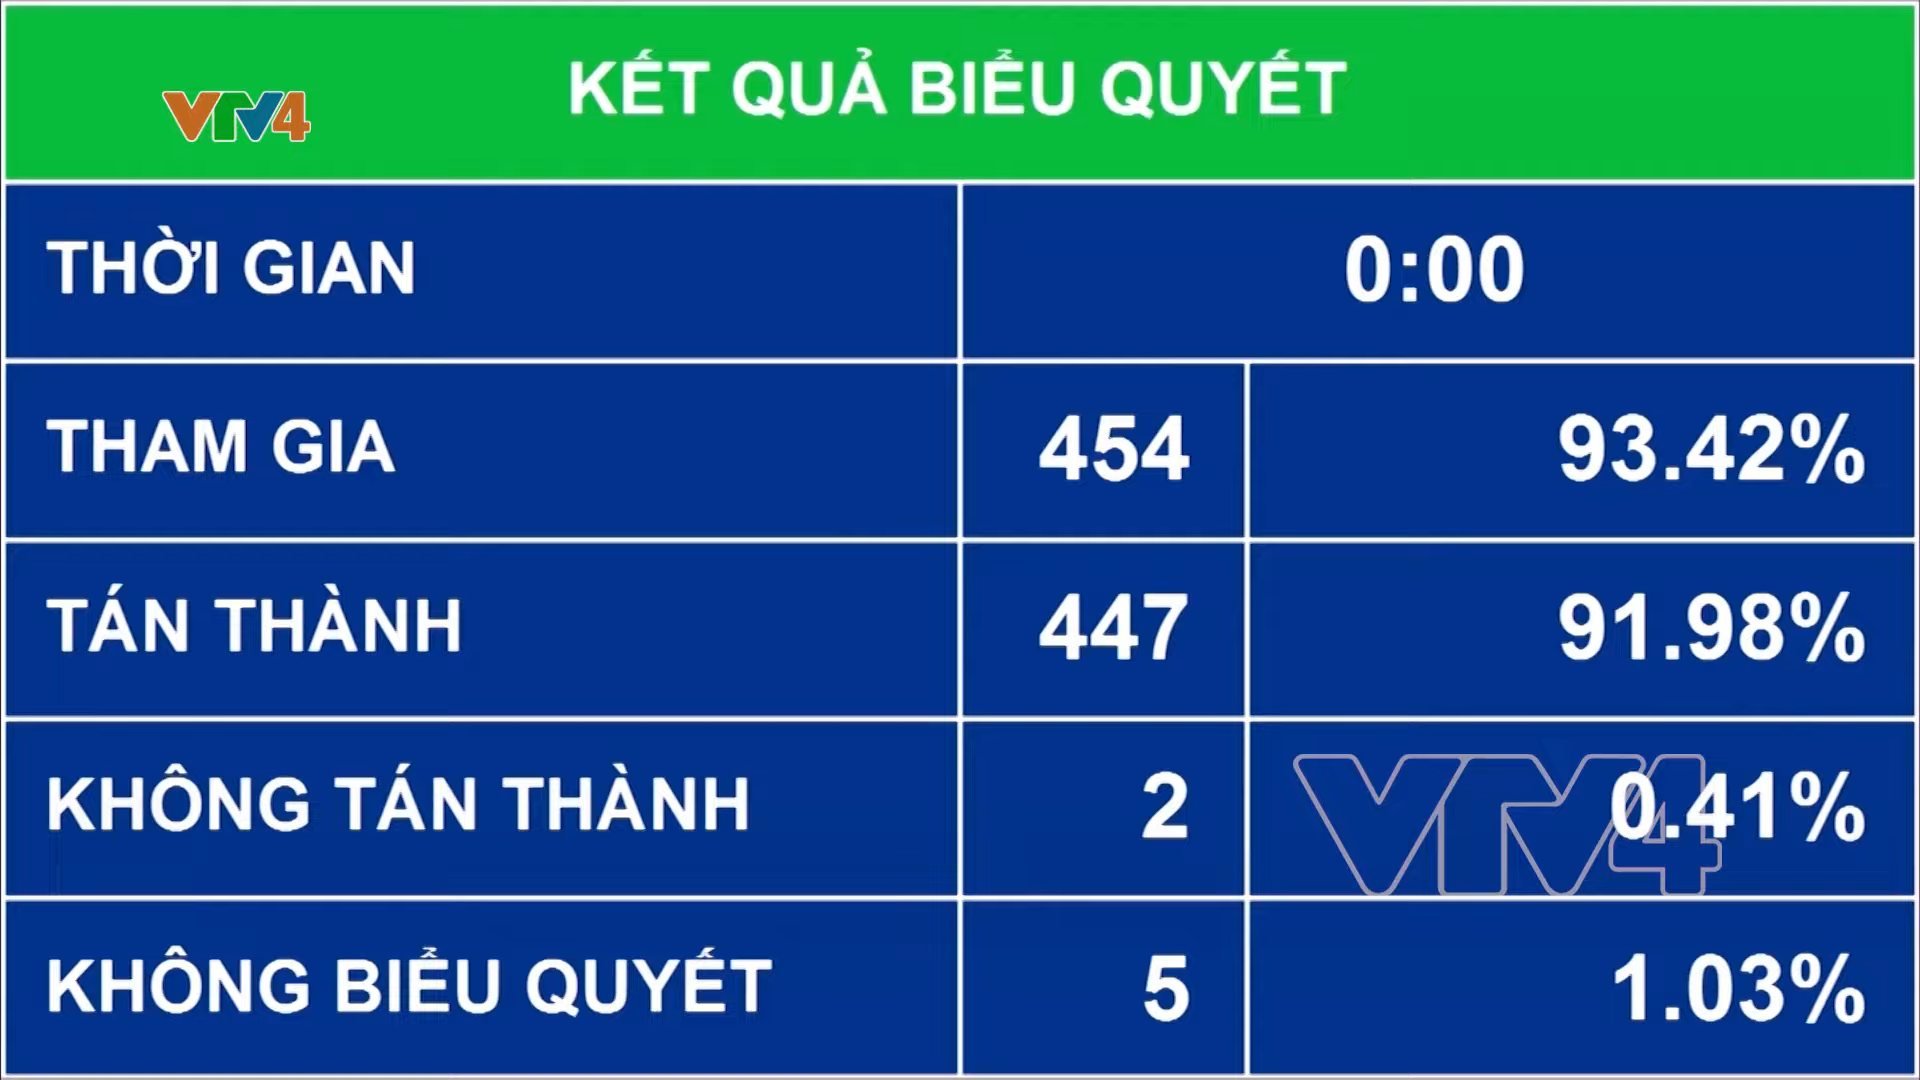 KẾT QUẢ BIỂU QUYẾT
VTV4
THỜI GIAN 0:00
THAM GIA 454 93.42%
TÁN THÀNH 447 91.98%
KHÔNG TÁN THÀNH 2 0.41%
VTV4
KHÔNG BIỂU QUYẾT 5 1.03%